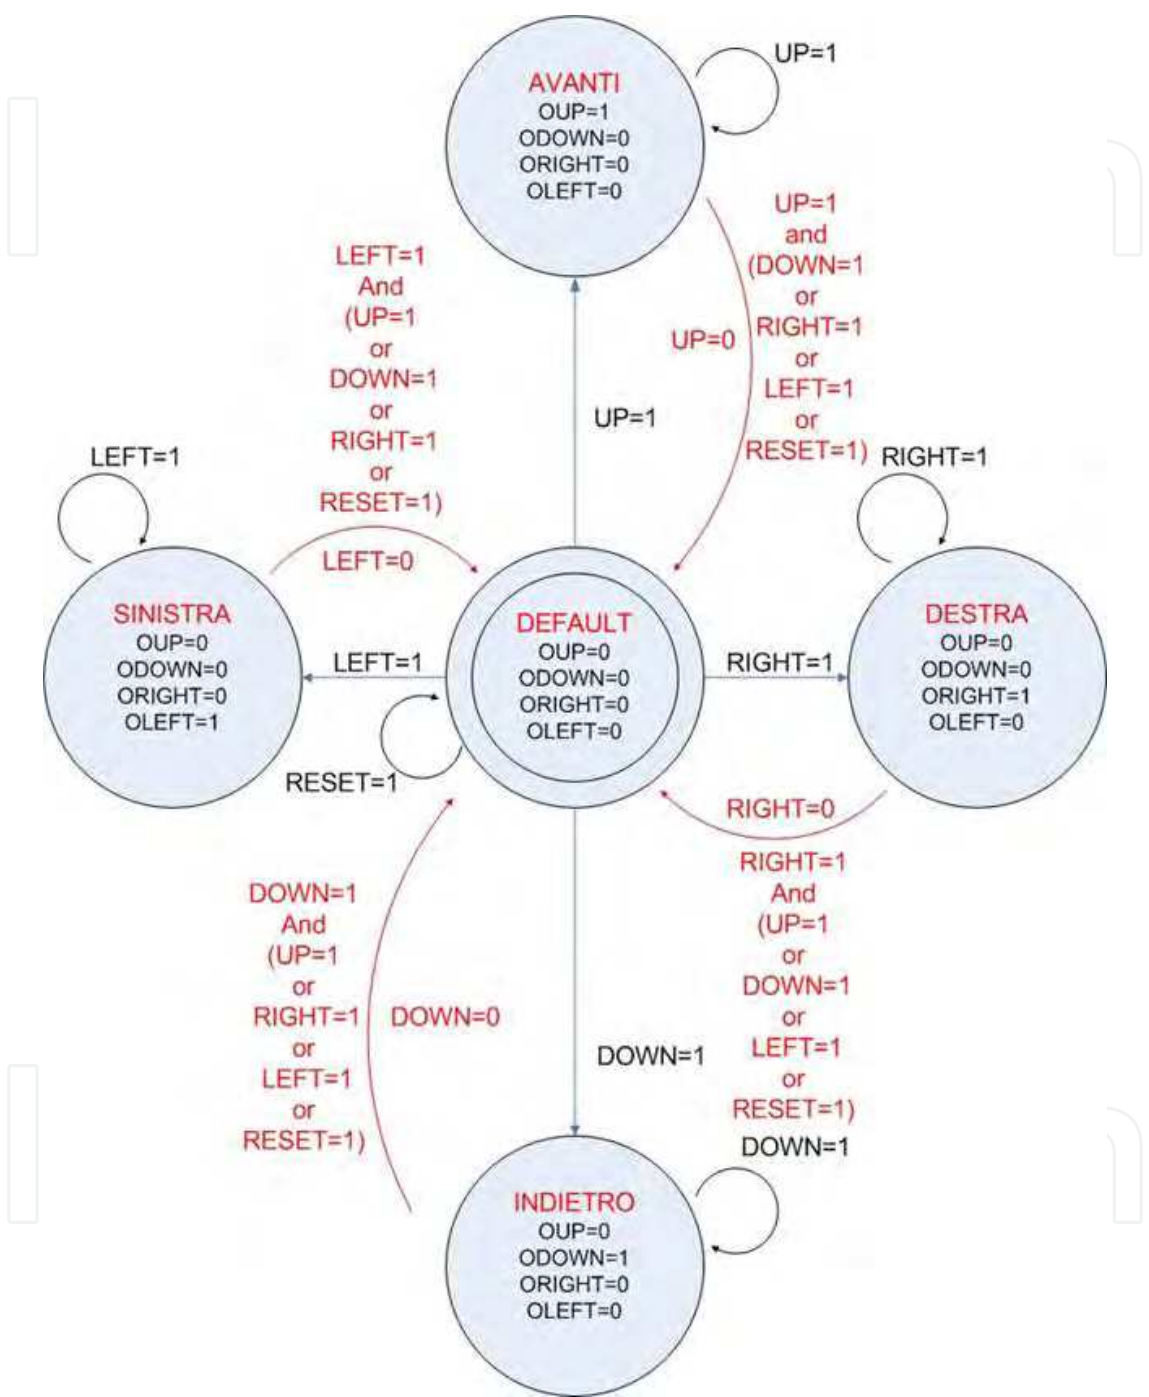 AVANTI
OUP=1
ODOWN=0
ORIGHT=0
OLEFT=0
UP=1
UP=1
and
(DOWN=1
or
RIGHT=1
or
LEFT=1
or
RESET=1)
UP=0
LEFT=1
And
(UP=1
or
DOWN=1
or
RIGHT=1
or
RESET=1)
LEFT=0
UP=1
LEFT=1
RIGHT=1
SINISTRA
OUP=0
ODOWN=0
ORIGHT=0
OLEFT=1
LEFT=1
DEFAULT
OUP=0
ODOWN=0
ORIGHT=0
OLEFT=0
RIGHT=1
DESTRA
OUP=0
ODOWN=0
ORIGHT=1
OLEFT=0
RESET=1
RIGHT=0
RIGHT=1
And
(UP=1
or
DOWN=1
or
LEFT=1
or
RESET=1)
DOWN=1
And
(UP=1
or
RIGHT=1
or
LEFT=1
or
RESET=1)
DOWN=0
DOWN=1
DOWN=1
INDIETRO
OUP=0
ODOWN=1
ORIGHT=0
OLEFT=0